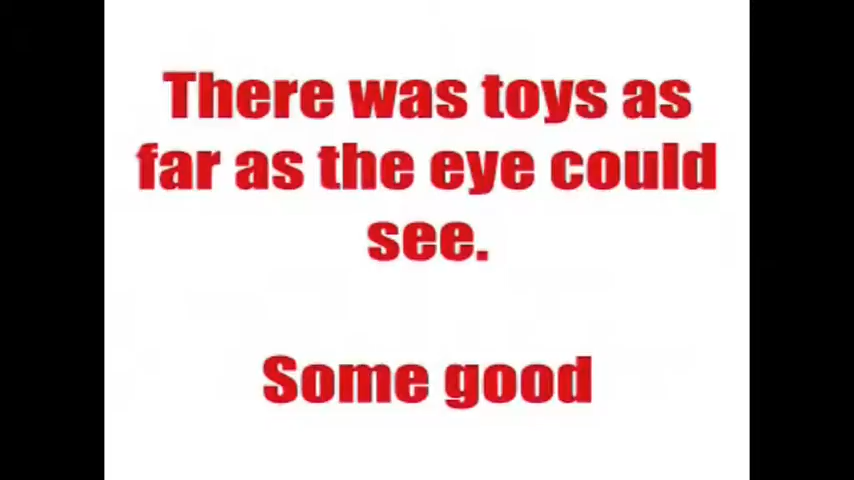 There was toys as
far as the eye could
see.
Some good